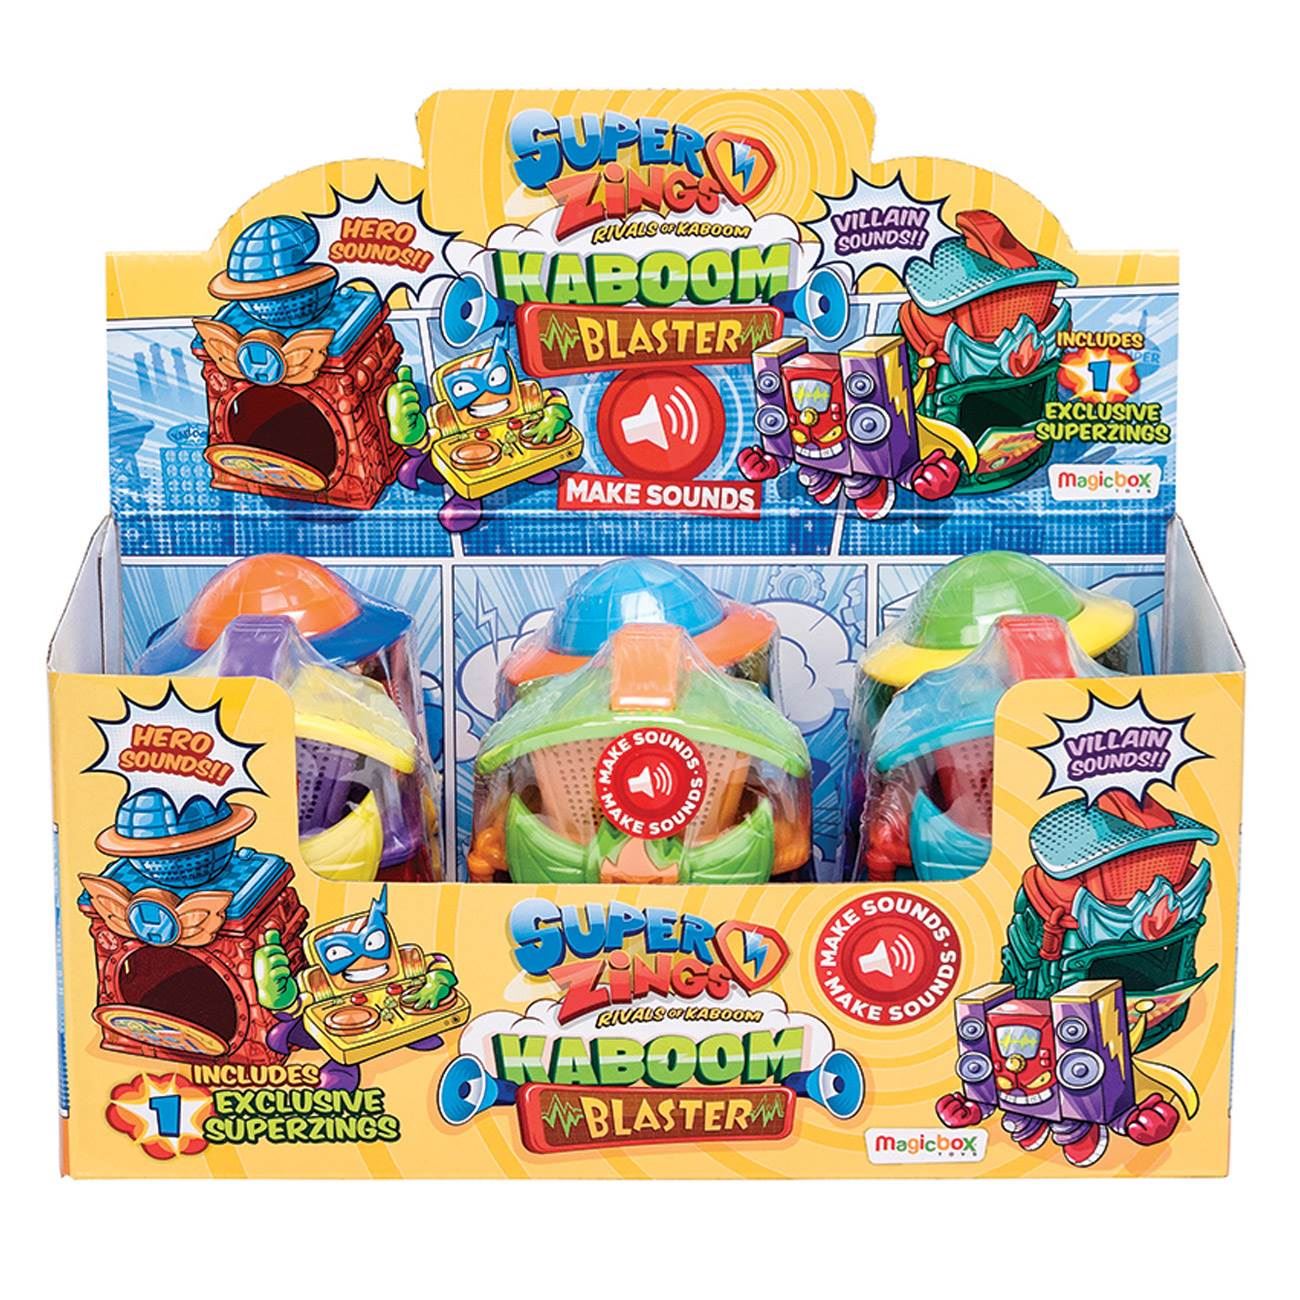 SUPER
ZINGS
RIVALS OF KABOOM
KABOOM
BLASTER
HERO
SOUNDS!!
VILLAIN
SOUNDS!!
INCLUDES
1
EXCLUSIVE
SUPERZINGS
MAKE SOUNDS
magicbox
TOYS
MAKE SOUNDS · MAKE SOUNDS ·
HERO
SOUNDS!!
VILLAIN
SOUNDS!!
SUPER
ZINGS
RIVALS OF KABOOM
KABOOM
BLASTER
MAKE SOUNDS · MAKE SOUNDS ·
INCLUDES
1
EXCLUSIVE
SUPERZINGS
magicbox
TOYS